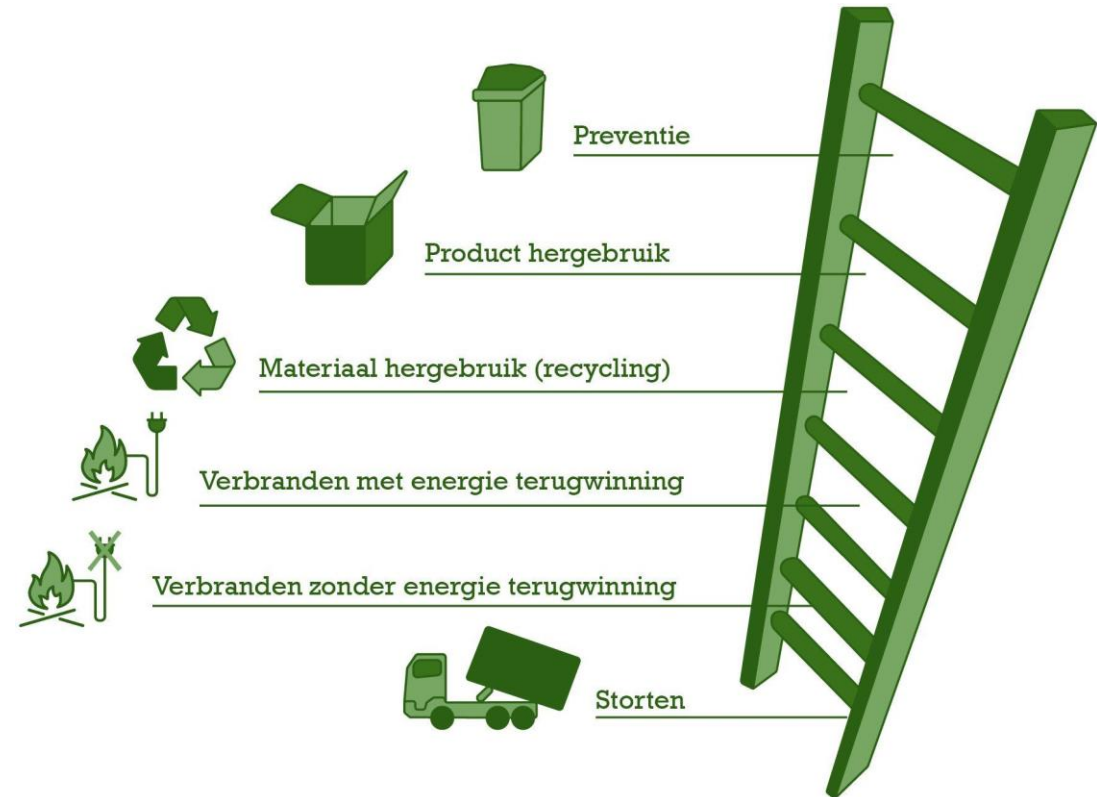 Preventie
Product hergebruik
Materiaal hergebruik (recycling)
Verbranden met energie terugwinning
Verbranden zonder energie terugwinning
Storten